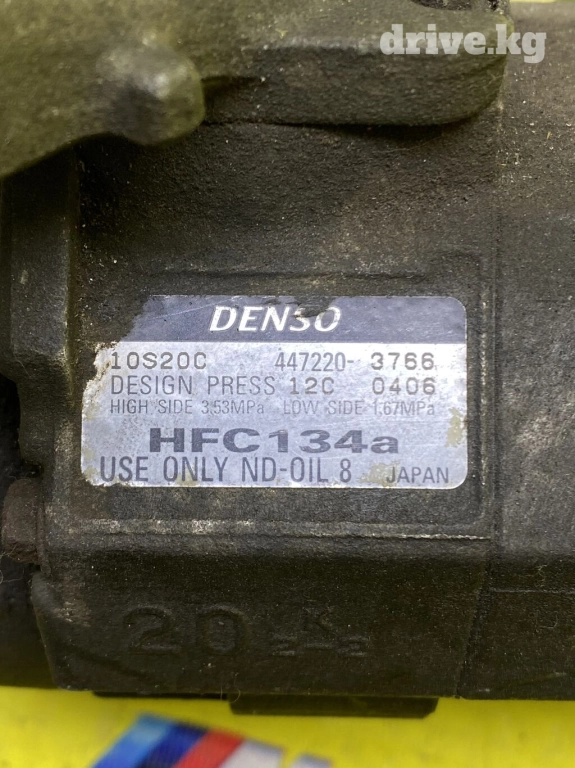 drive.kg
DENSO
10S20C 447220-3766
DESIGN PRESS 12C 0406
HIGH SIDE 3,53MPa LOW SIDE 1,67MPa
HFC134a
USE ONLY ND-OIL 8 JAPAN
20 K